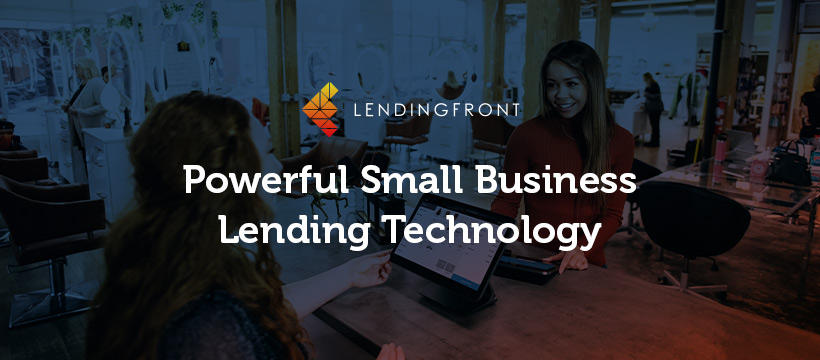 LENDINGFRONT
Powerful Small Business
Lending Technology